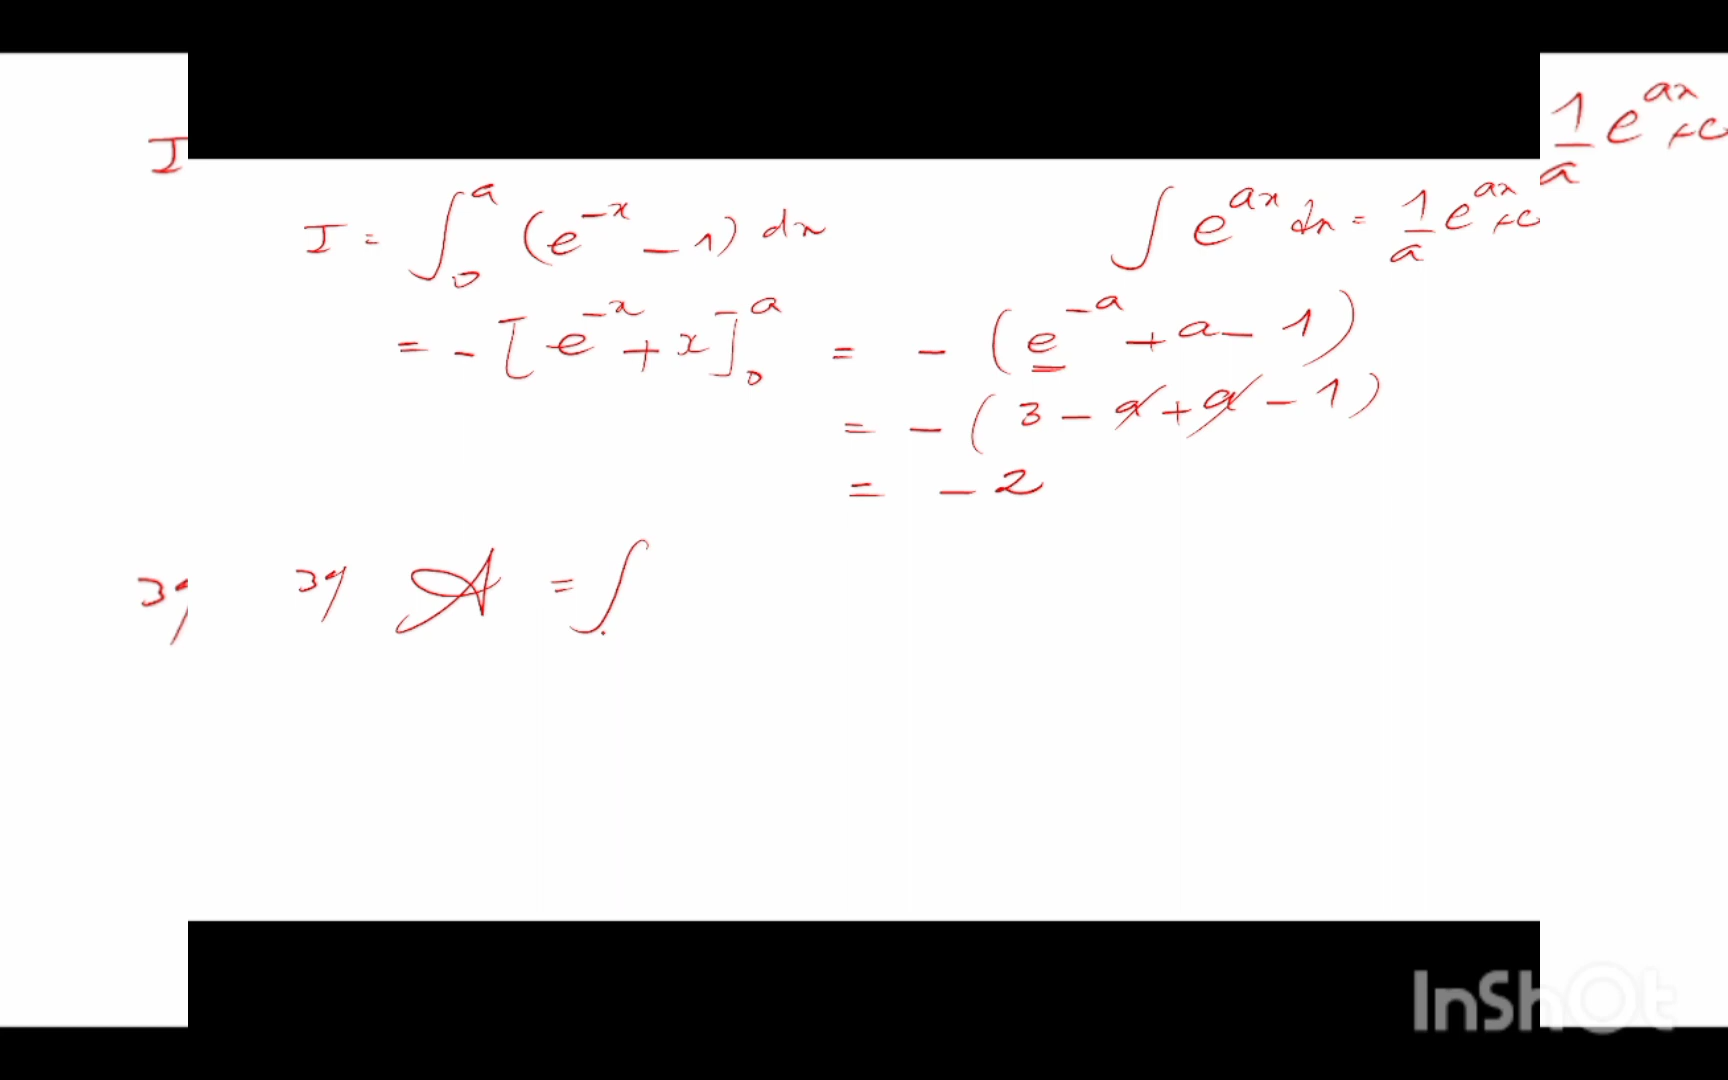 I = ∫₀ᵃ (e⁻ˣ - 1) dx
∫ eᵃˣ dx = 1/a eᵃˣ + c
= - [e⁻ˣ + x]₀ᵃ = - (e⁻ᵃ + a - 1)
= - (3 - a + a - 1)
= - 2
3) A = ∫
I
1/a eᵃˣ + c
3)
InShot